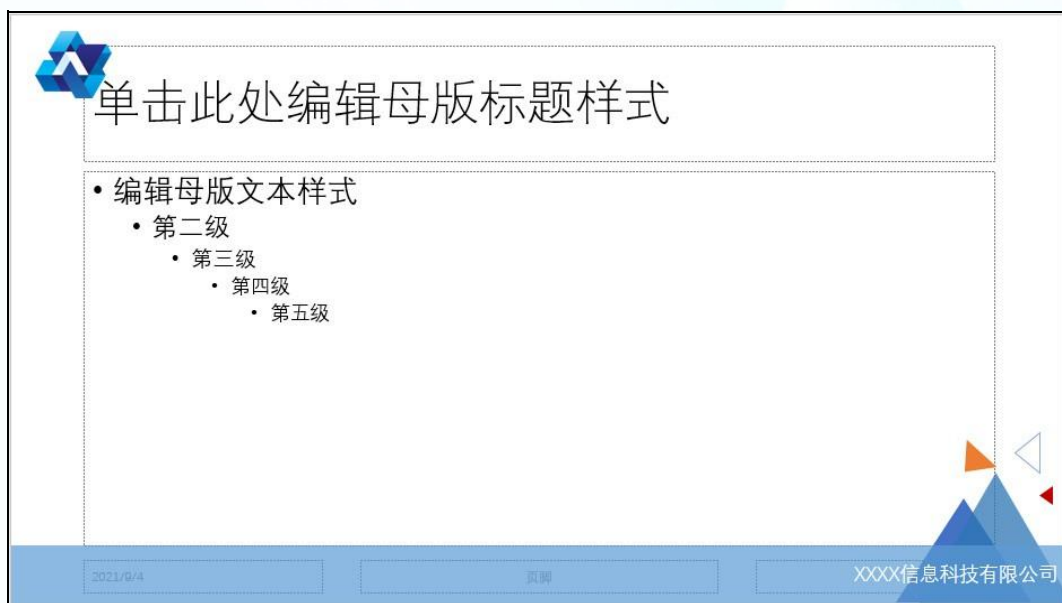 单击此处编辑母版标题样式
• 编辑母版文本样式
• 第二级
• 第三级
• 第四级
• 第五级
2021/9/4
页脚
XXXX信息科技有限公司